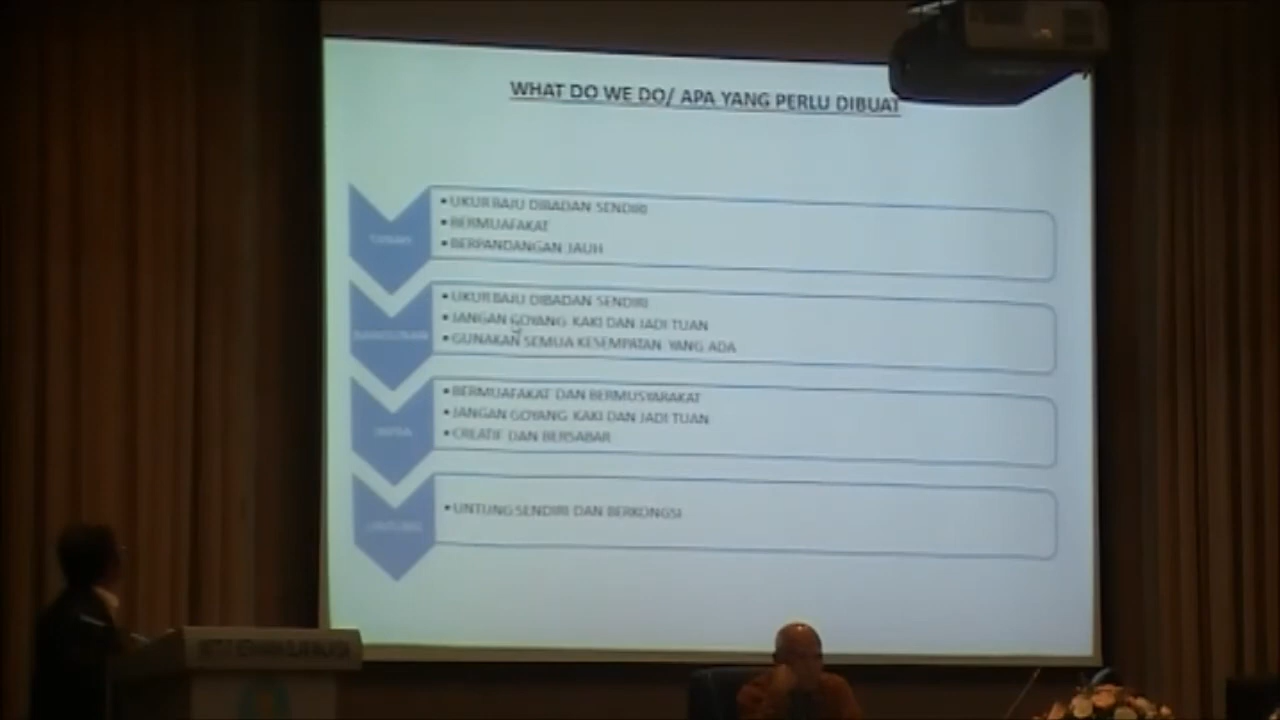 WHAT DO WE DO/ APA YANG PERLU DIBUAT
• UKUR BAJU DIBADAN SENDIRI
• BERMUAFAKAT
• BERPANDANGAN JAUH
• UKUR BAJU DIBADAN SENDIRI
• JANGAN GOYANG KAKI DAN JADI TUAN
• GUNAKAN SEMUA KESEMPATAN YANG ADA
• BERMUAFAKAT DAN BERMUSYARAKAT
• JANGAN GOYANG KAKI DAN JADI TUAN
• CREATIF DAN BERSABAR
• UNTUNG SENDIRI DAN BERKONGSI